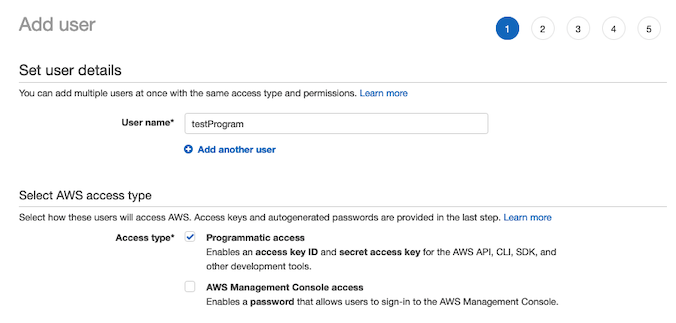 Add user
1 2 3 4 5
Set user details
You can add multiple users at once with the same access type and permissions. Learn more
User name* testProgram
Add another user
Select AWS access type
Select how these users will access AWS. Access keys and autogenerated passwords are provided in the last step. Learn more
Access type* Programmatic access
Enables an access key ID and secret access key for the AWS API, CLI, SDK, and
other development tools.
AWS Management Console access
Enables a password that allows users to sign-in to the AWS Management Console.